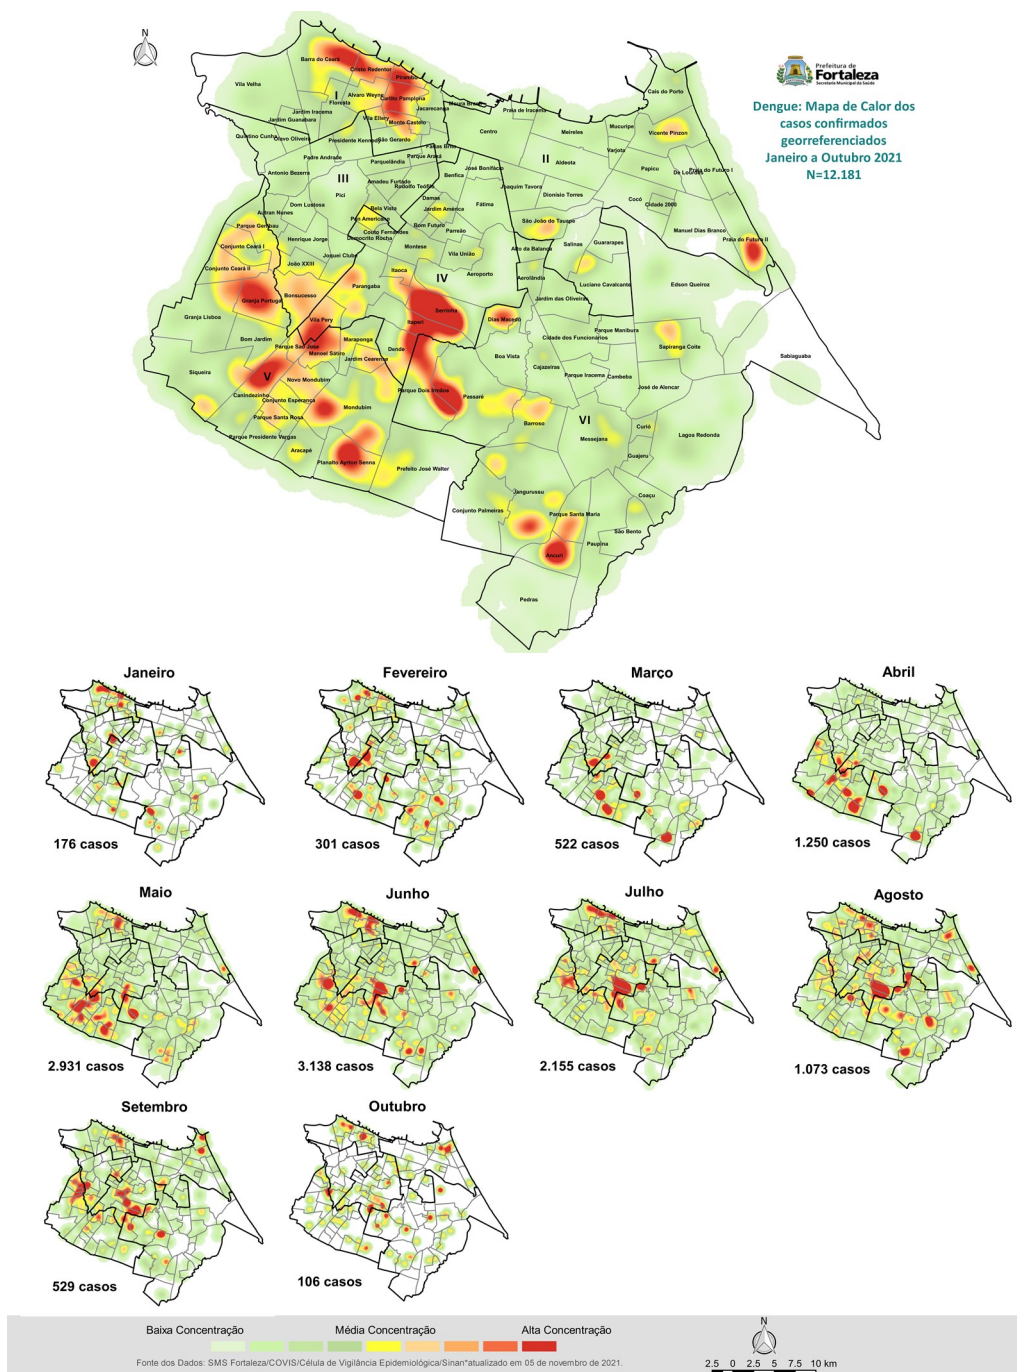 N
Prefeitura de
Fortaleza
Secretaria Municipal da Saúde
Dengue: Mapa de Calor dos
casos confirmados
georreferenciados
Janeiro a Outubro 2021
N=12.181
Barra do Ceará
Cristo Redentor
Pirambu
Vila Velha
Cais do Porto
I
Alvaro Weyne
Carlito Pamplona
Floresta
Jacarecanga
Moura Brasil
Praia de Iracema
Jardim Iracema
Jardim Guanabara
Vila Ellery
Monte Castelo
Mucuripe
Vicente Pinzon
Quintino Cunha
Olavo Oliveira
Presidente Kennedy
São Gerardo
Farias Brito
Centro
Meireles
Varjota
Padre Andrade
Parquelândia
Parque Araxá
II
Aldeota
Antonio Bezerra
III
José Bonifácio
Papicu
De Lourdes
Praia do Futuro I
Amadeu Furtado
Rodolfo Teófilo
Benfica
Joaquim Tavora
Pici
Damas
Dionísio Torres
Dom Lustosa
Bela Vista
Jardim América
Fátima
Cocó
Cidade 2000
Autran Nunes
Pan Americano
São João do Tauape
Parque Genibau
Couto Fernandes
Bom Futuro
Parreão
Manuel Dias Branco
Henrique Jorge
Democrito Rocha
Salinas
Guararapes
Praia do Futuro II
Conjunto Ceará I
Montese
Vila União
Alto da Balança
João XXIII
Joquei Clube
Conjunto Ceará II
Itaoca
IV
Aeroporto
Aerolândia
Luciano Cavalcante
Edson Queiroz
Parangaba
Granja Portugal
Bonsucesso
Jardim das Oliveiras
Granja Lisboa
Vila Pery
Itaperi
Serrinha
Dias Macedo
Parque Manibura
Bom Jardim
Maraponga
Cidade dos Funcionários
Parque São José
Manoel Sátiro
Dende
Sapiranga Coite
Jardim Cearense
Boa Vista
Sabiaguaba
Siqueira
V
Novo Mondubim
Cajazeiras
Parque Iracema
Cambeba
José de Alencar
Canindezinho
Parque Dois Irmãos
Passaré
Conjunto Esperança
Mondubim
Parque Santa Rosa
Barroso
VI
Curió
Parque Presidente Vargas
Messejana
Lagoa Redonda
Aracapé
Guajeru
Planalto Ayrton Senna
Prefeito José Walter
Jangurussu
Coaçu
Conjunto Palmeiras
Parque Santa Maria
São Bento
Paupina
Ancuri
Pedras
Janeiro
Fevereiro
Março
Abril
176 casos
301 casos
522 casos
1.250 casos
Maio
Junho
Julho
Agosto
2.931 casos
3.138 casos
2.155 casos
1.073 casos
Setembro
Outubro
529 casos
106 casos
Baixa Concentração
Média Concentração
Alta Concentração
N
Fonte dos Dados: SMS Fortaleza/COVIS/Célula de Vigilância Epidemiológica/Sinan*atualizado em 05 de novembro de 2021.
2.5 0 2.5 5 7.5 10 km